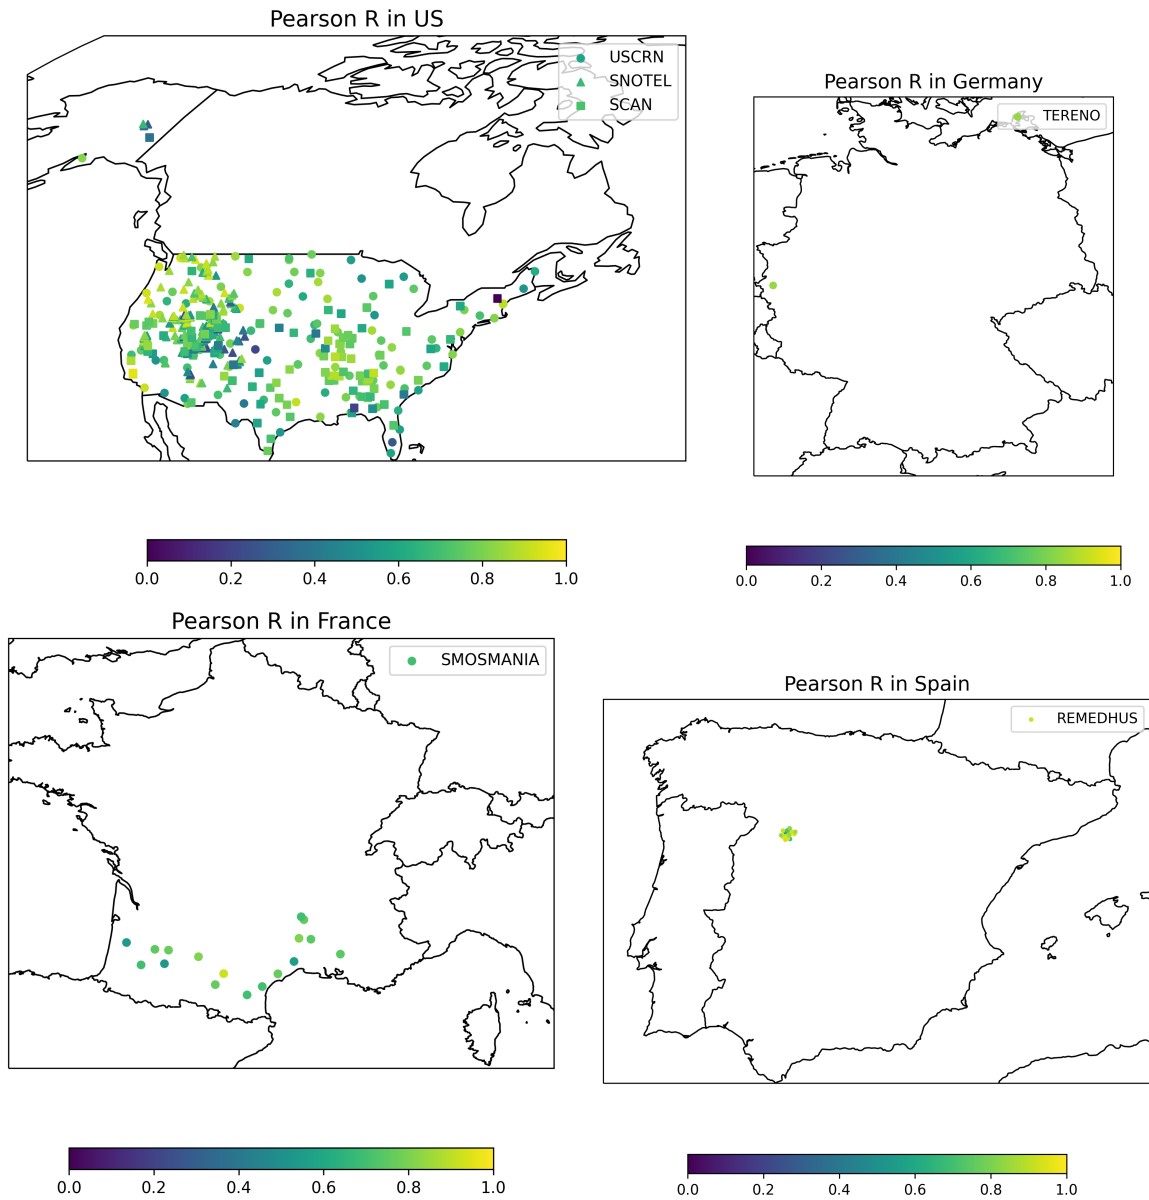 Pearson R in US
USCRN
SNOTEL
SCAN
0.0 0.2 0.4 0.6 0.8 1.0
Pearson R in Germany
TERENO
0.0 0.2 0.4 0.6 0.8 1.0
Pearson R in France
SMOSMANIA
0.0 0.2 0.4 0.6 0.8 1.0
Pearson R in Spain
REMEDHUS
0.0 0.2 0.4 0.6 0.8 1.0